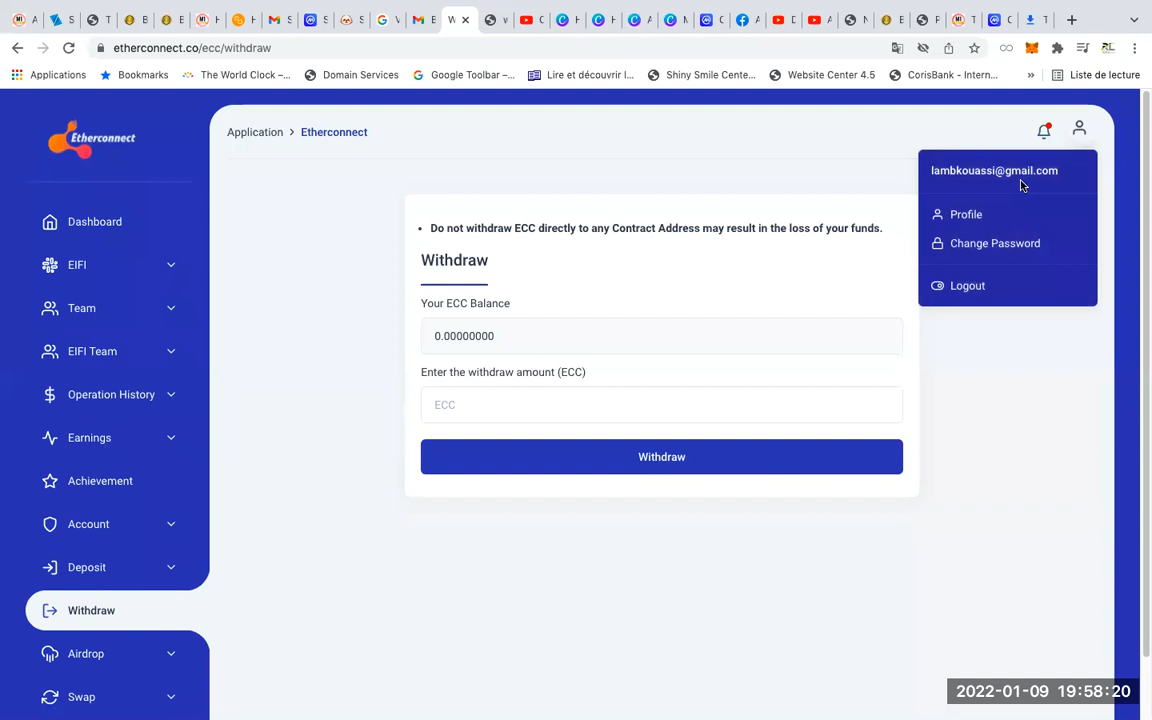 A
S
T
B
B
H
H
S
S
V
B
W
w
C
H
H
A
M
C
A
D
A
N
B
P
T
C
T
etherconnect.co/ecc/withdraw
Applications
Bookmarks
The World Clock –...
Domain Services
Google Toolbar –...
Lire et découvrir l'...
Shiny Smile Cente...
Website Center 4.5
CorisBank - Intern...
»
Liste de lecture
Etherconnect
Application > Etherconnect
lambkouassi@gmail.com
Profile
Change Password
Logout
Dashboard
EIFI
Team
EIFI Team
Operation History
Earnings
Achievement
Account
Deposit
Withdraw
Airdrop
Swap
• Do not withdraw ECC directly to any Contract Address may result in the loss of your funds.
Withdraw
Your ECC Balance
0.00000000
Enter the withdraw amount (ECC)
ECC
Withdraw
2022-01-09 19:58:20